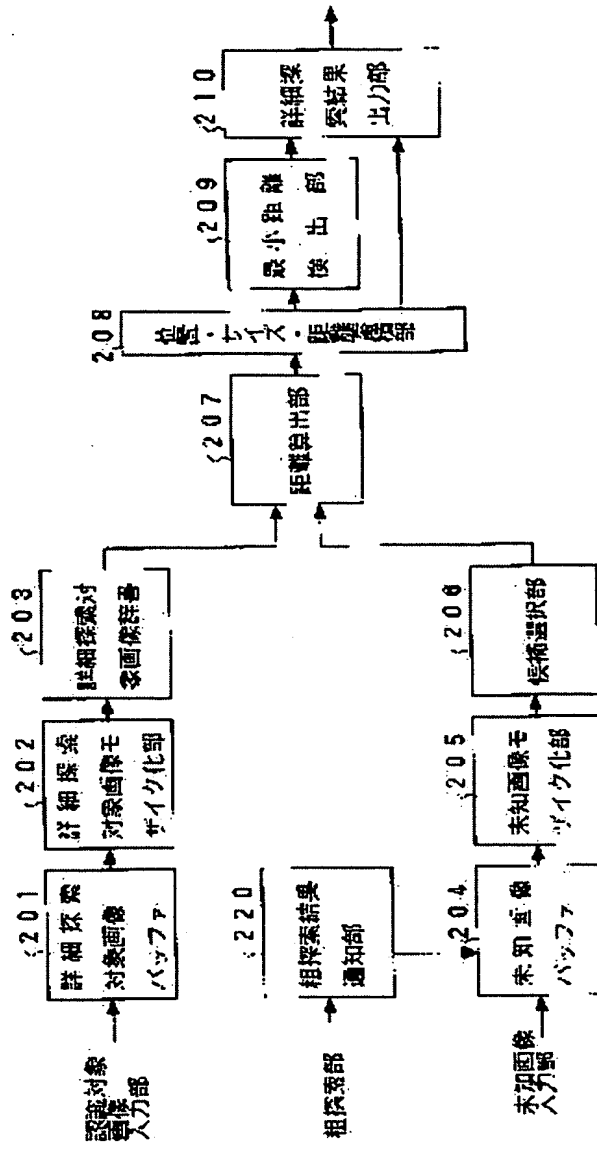 認識対象
画像
入力部
201
詳細探索
対象画像
バッファ
202
詳細探索
対象画像モ
ザイク化部
203
詳細探索対
象画像辞書
粗探索部
220
粗探索結果
通知部
未知画像
入力部
204
未知画像
バッファ
205
未知画像モ
ザイク化部
206
候補選択部
207
距離算出部
208
位置・サイズ・距離蓄積部
209
最小距離
検出部
210
詳細探
索結果
出力部